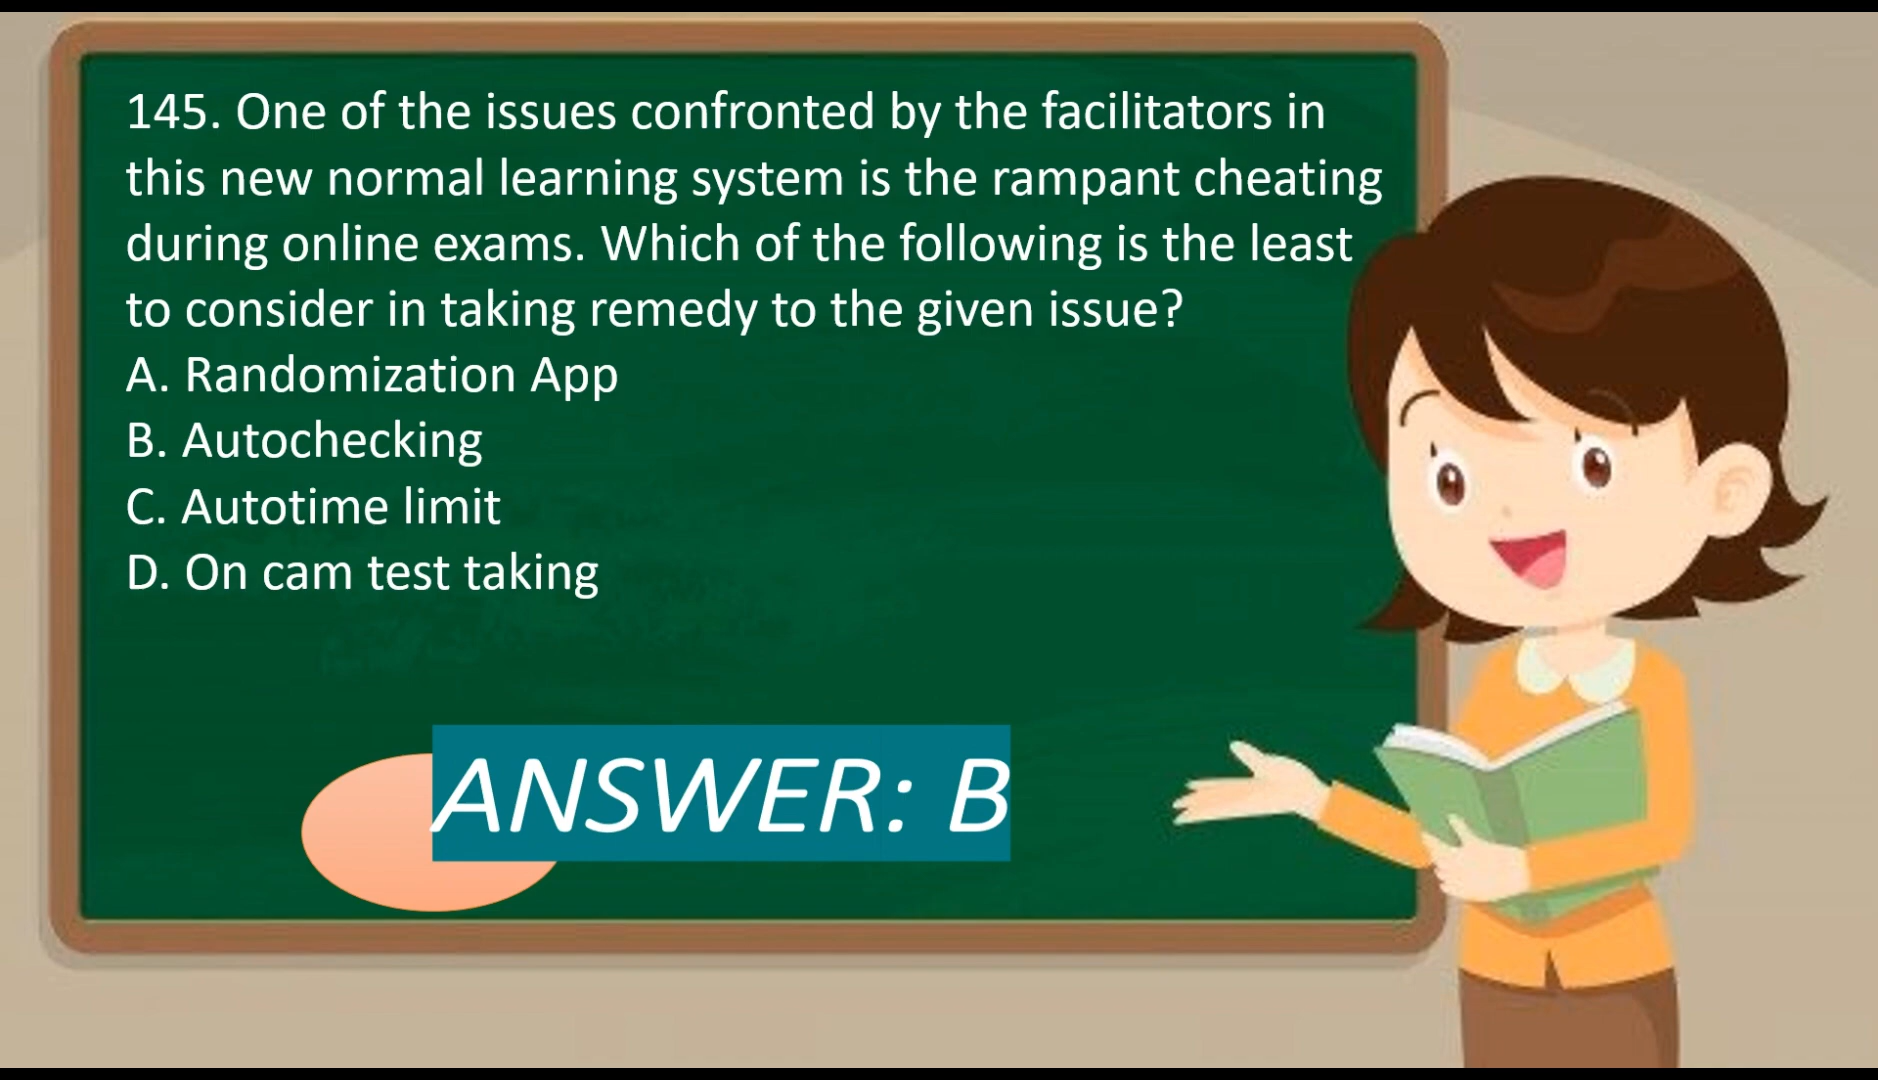 145. One of the issues confronted by the facilitators in
this new normal learning system is the rampant cheating
during online exams. Which of the following is the least
to consider in taking remedy to the given issue?
A. Randomization App
B. Autochecking
C. Autotime limit
D. On cam test taking
ANSWER: B